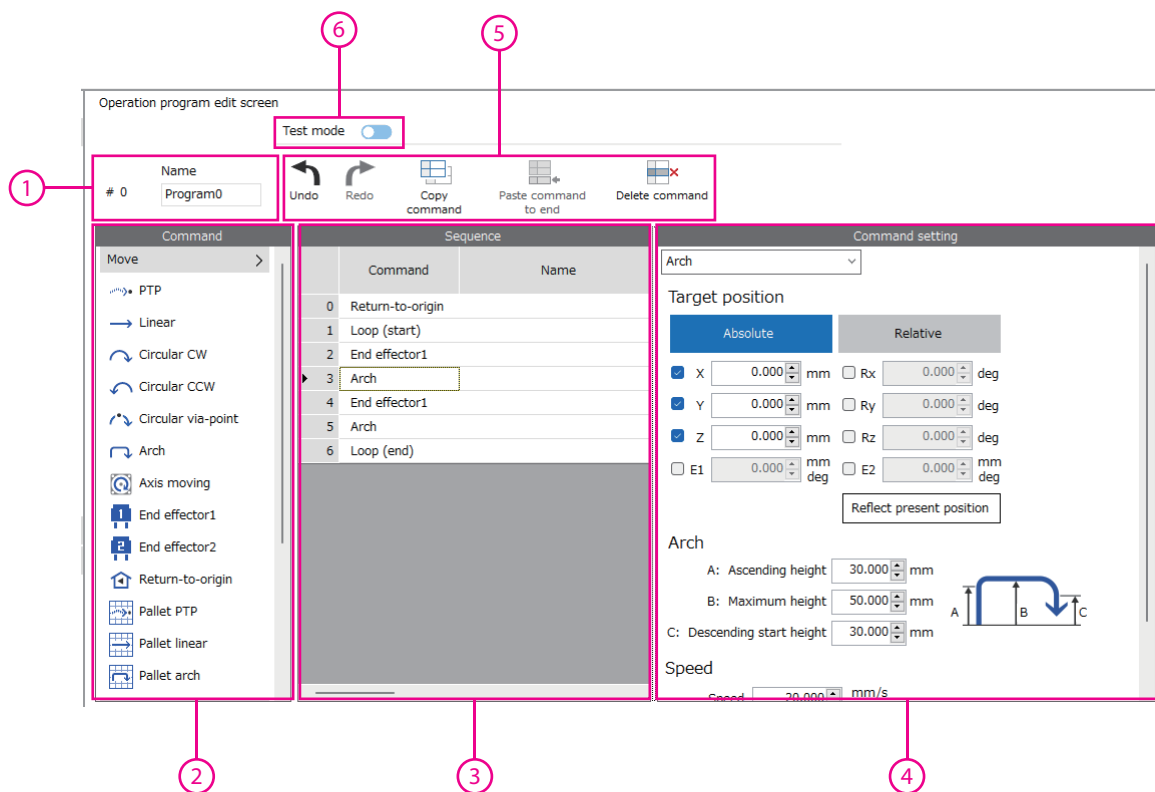 6
5
Operation program edit screen
Test mode
1
# 0
Name
Program0
Undo
Redo
Copy
command
Paste command
to end
Delete command
Command
Move
PTP
Linear
Circular CW
Circular CCW
Circular via-point
Arch
Axis moving
1 End effector1
2 End effector2
Return-to-origin
Pallet PTP
Pallet linear
Pallet arch
Sequence
Command Name
0 Return-to-origin
1 Loop (start)
2 End effector1
3 Arch
4 End effector1
5 Arch
6 Loop (end)
Command setting
Arch
Target position
Absolute Relative
X 0.000 mm Rx 0.000 deg
Y 0.000 mm Ry 0.000 deg
Z 0.000 mm Rz 0.000 deg
E1 0.000 mm deg E2 0.000 mm deg
Reflect present position
Arch
A: Ascending height 30.000 mm
B: Maximum height 50.000 mm
C: Descending start height 30.000 mm
A B C
Speed
Speed 20.000 mm/s
2
3
4